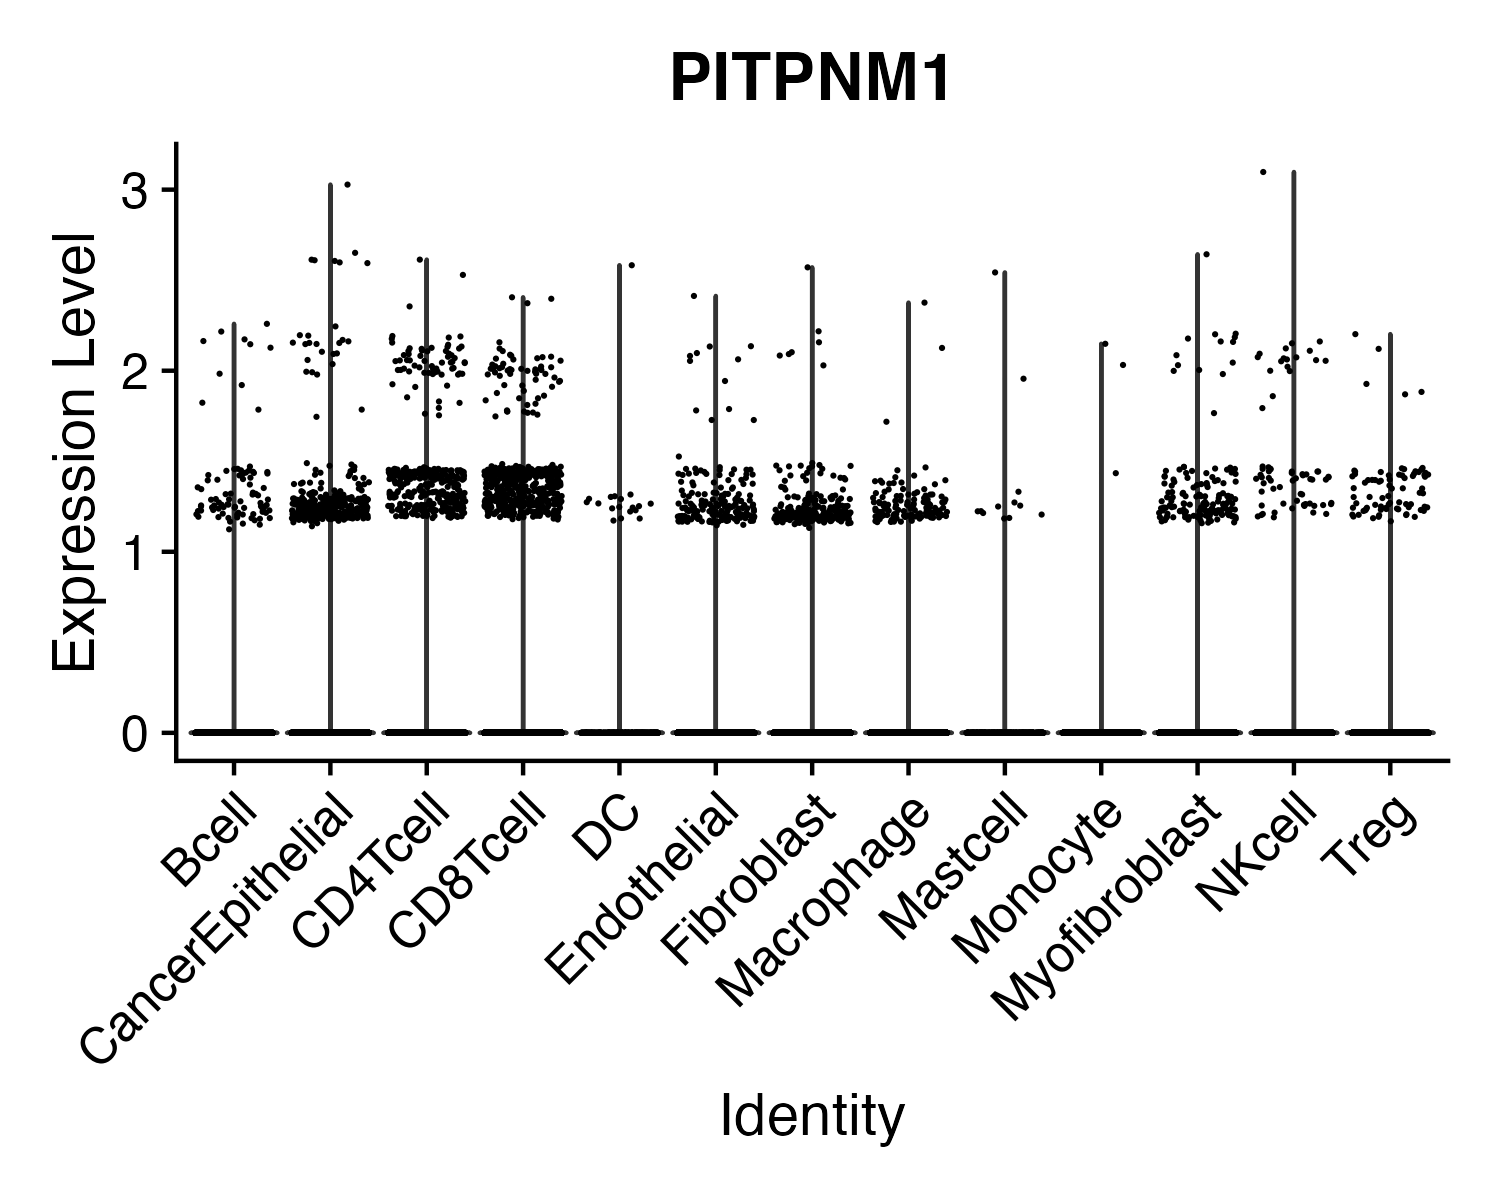 PITPNM1
Expression Level
3
2
1
0
Bcell
CancerEpithelial
CD4Tcell
CD8Tcell
DC
Endothelial
Fibroblast
Macrophage
Mastcell
Monocyte
Myofibroblast
NKcell
Treg
Identity